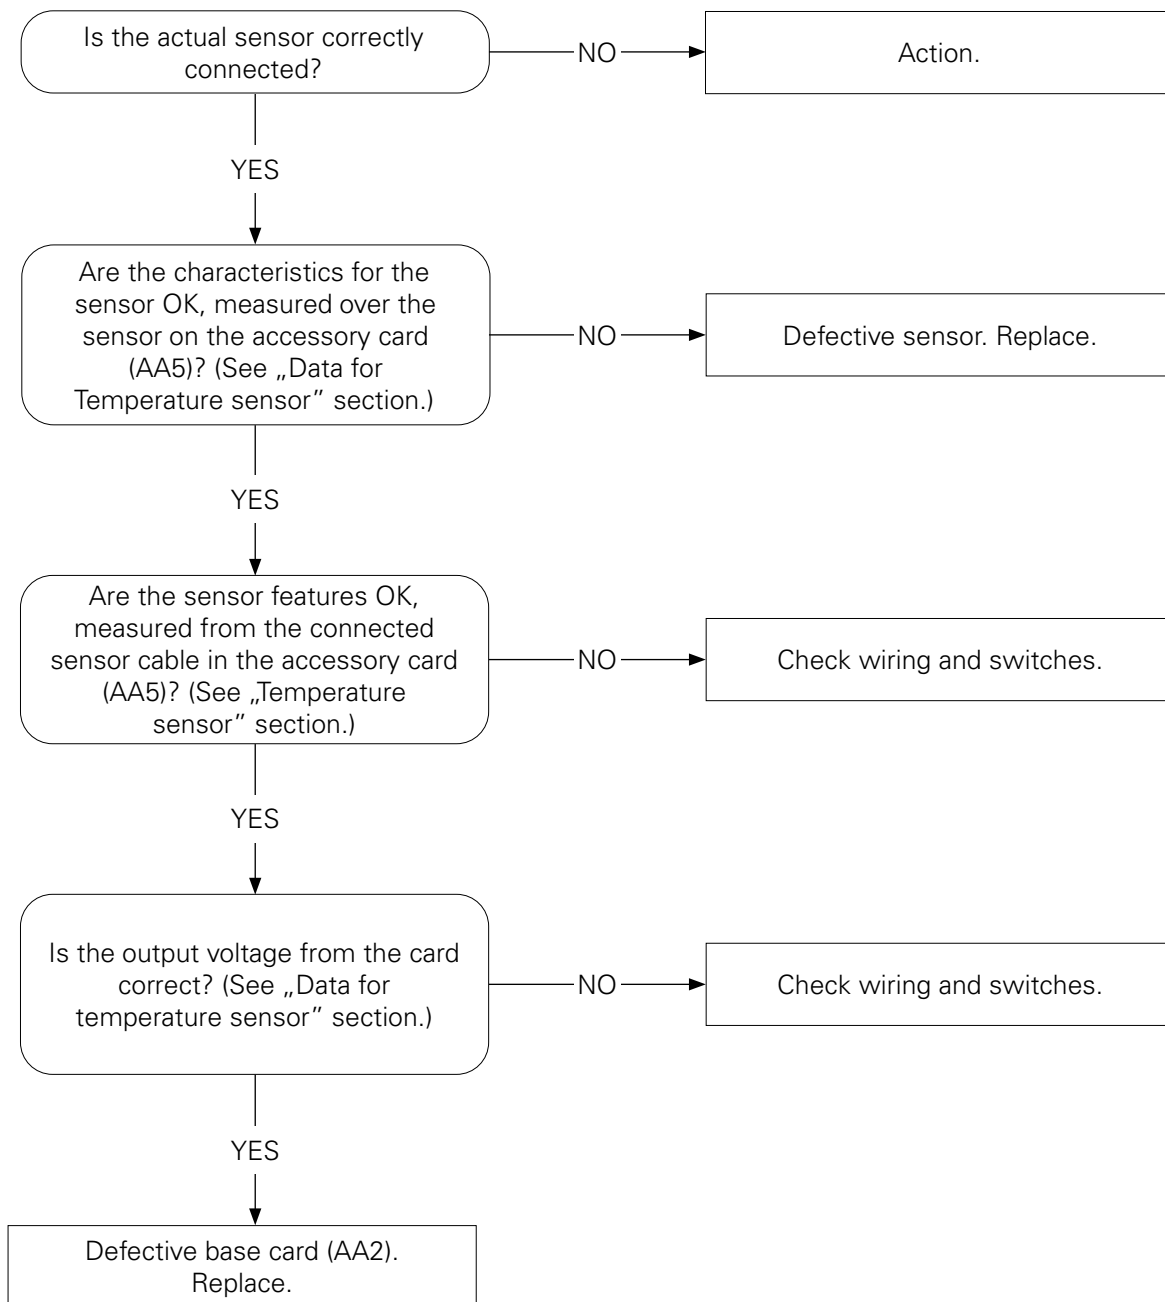 Is the actual sensor correctly
connected?
NO
Action.
YES
Are the characteristics for the
sensor OK, measured over the
sensor on the accessory card
(AA5)? (See „Data for
Temperature sensor” section.)
NO
Defective sensor. Replace.
YES
Are the sensor features OK,
measured from the connected
sensor cable in the accessory card
(AA5)? (See „Temperature
sensor” section.)
NO
Check wiring and switches.
YES
Is the output voltage from the card
correct? (See „Data for
temperature sensor” section.)
NO
Check wiring and switches.
YES
Defective base card (AA2).
Replace.